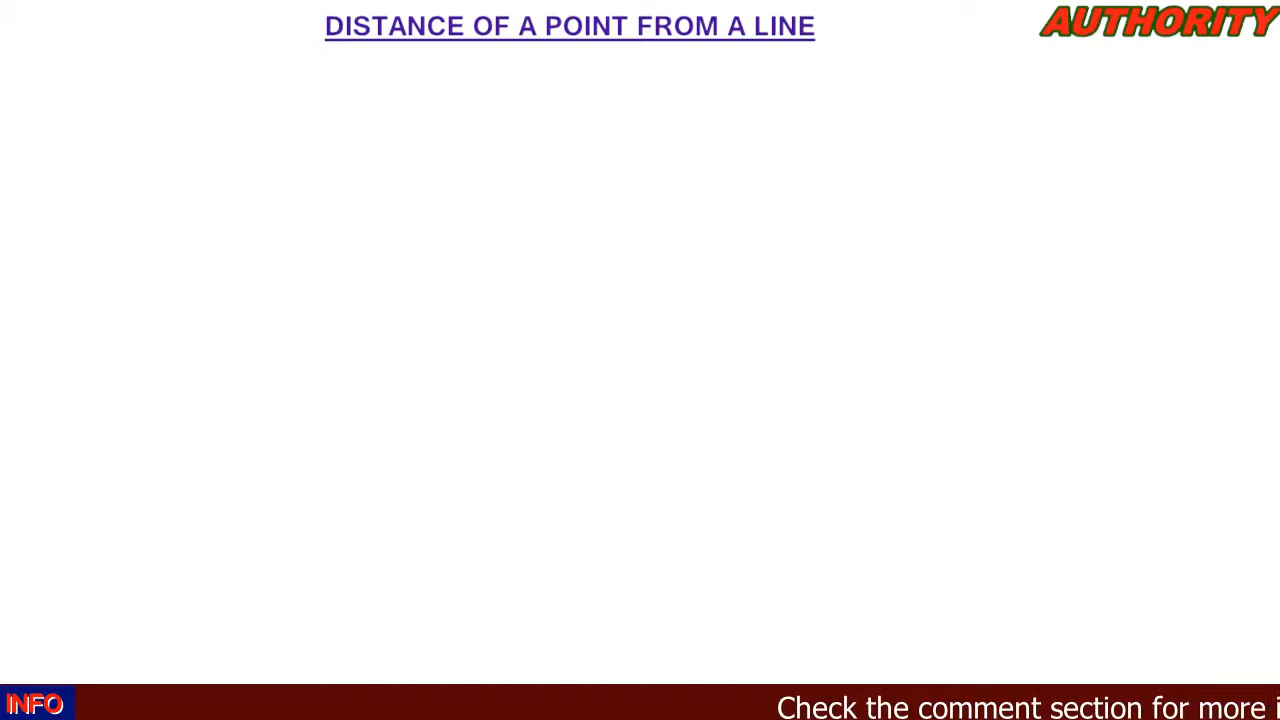 DISTANCE OF A POINT FROM A LINE
AUTHORITY
INFO
Check the comment section for more i